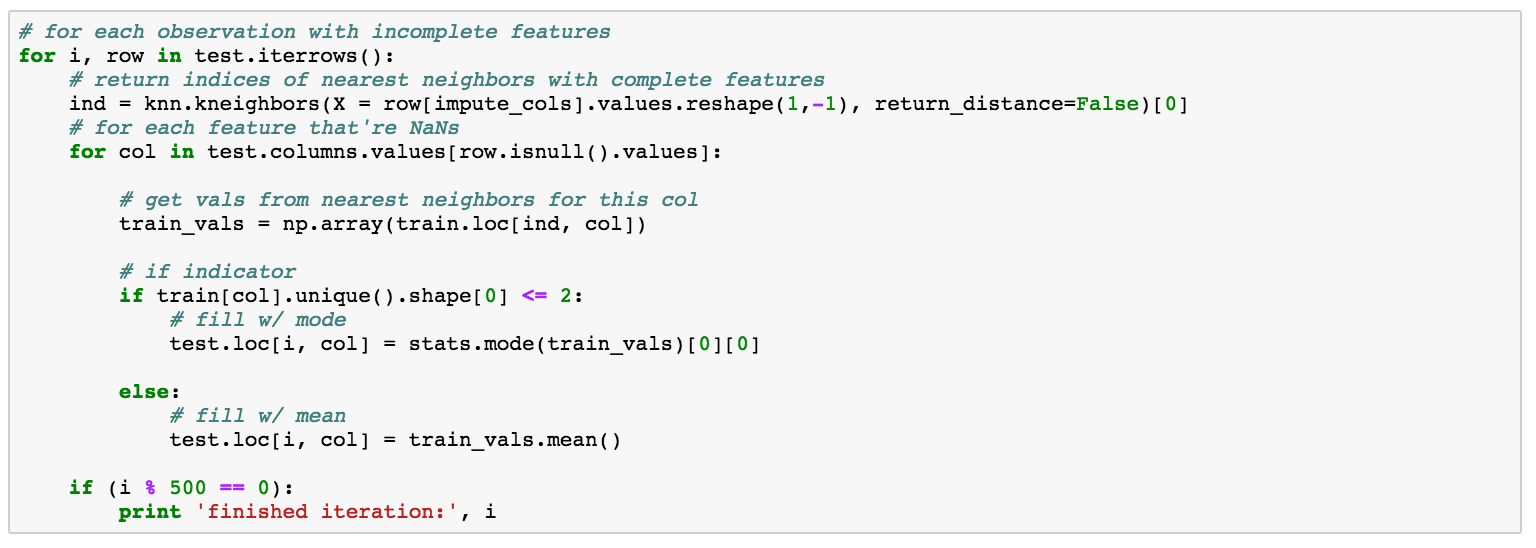 # for each observation with incomplete features
for i, row in test.iterrows():
    # return indices of nearest neighbors with complete features
    ind = knn.kneighbors(X = row[impute_cols].values.reshape(1,-1), return_distance=False)[0]
    # for each feature that're NaNs
    for col in test.columns.values[row.isnull().values]:

        # get vals from nearest neighbors for this col
        train_vals = np.array(train.loc[ind, col])

        # if indicator
        if train[col].unique().shape[0] <= 2:
            # fill w/ mode
            test.loc[i, col] = stats.mode(train_vals)[0][0]

        else:
            # fill w/ mean
            test.loc[i, col] = train_vals.mean()

    if (i % 500 == 0):
        print 'finished iteration:', i